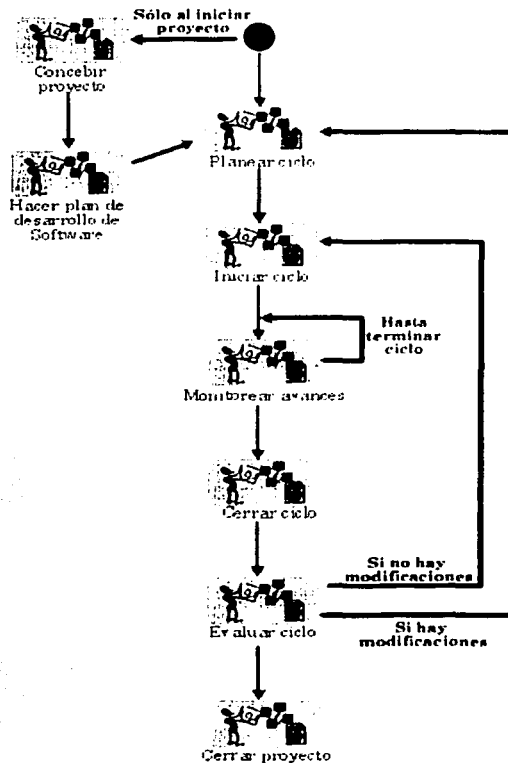 Sólo al iniciar
proyecto
Concebir
proyecto
Hacer plan de
desarrollo de
Software
Planear ciclo
Iniciar ciclo
Hasta
terminar
ciclo
Monitorear avances
Cerrar ciclo
Si no hay
modificaciones
Evaluar ciclo
Si hay
modificaciones
Cerrar proyecto